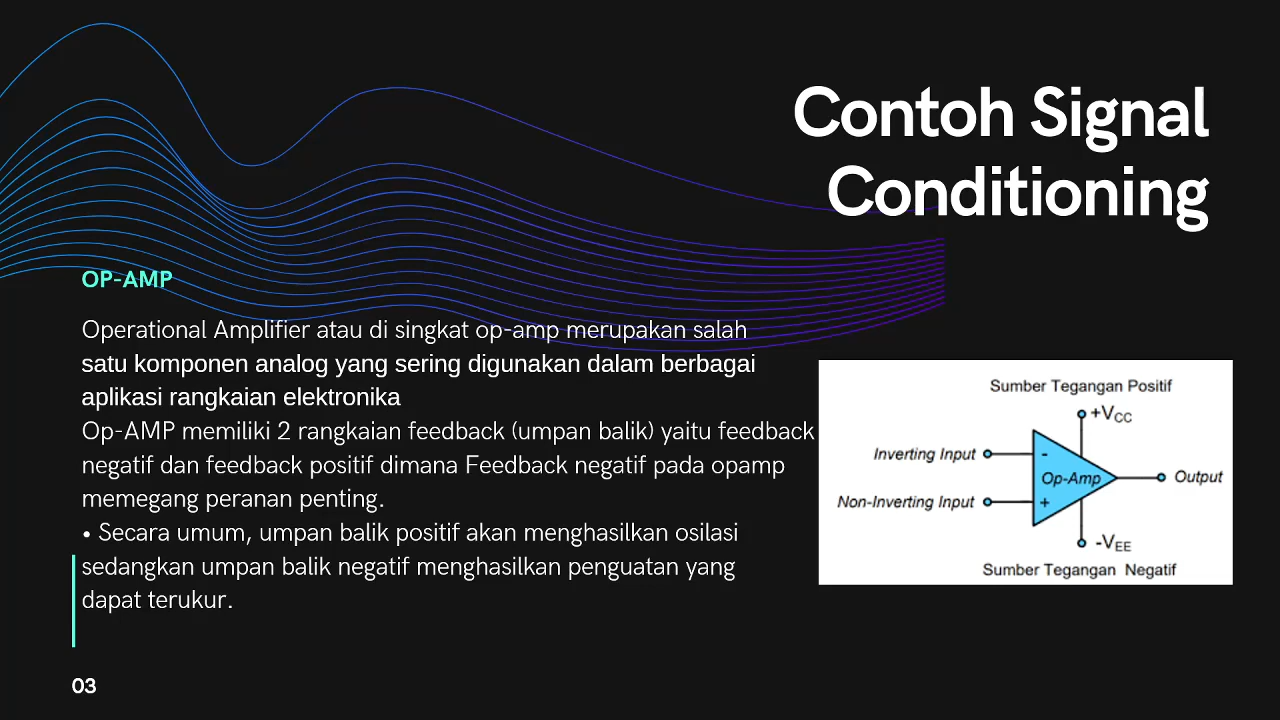 Contoh Signal
Conditioning
OP-AMP
Operational Amplifier atau di singkat op-amp merupakan salah
satu komponen analog yang sering digunakan dalam berbagai
aplikasi rangkaian elektronika
Op-AMP memiliki 2 rangkaian feedback (umpan balik) yaitu feedback
negatif dan feedback positif dimana Feedback negatif pada opamp
memegang peranan penting.
• Secara umum, umpan balik positif akan menghasilkan osilasi
sedangkan umpan balik negatif menghasilkan penguatan yang
dapat terukur.
Sumber Tegangan Positif
+VCC
Inverting Input
-
Op-Amp
Output
Non-Inverting Input
+
-VEE
Sumber Tegangan Negatif
03